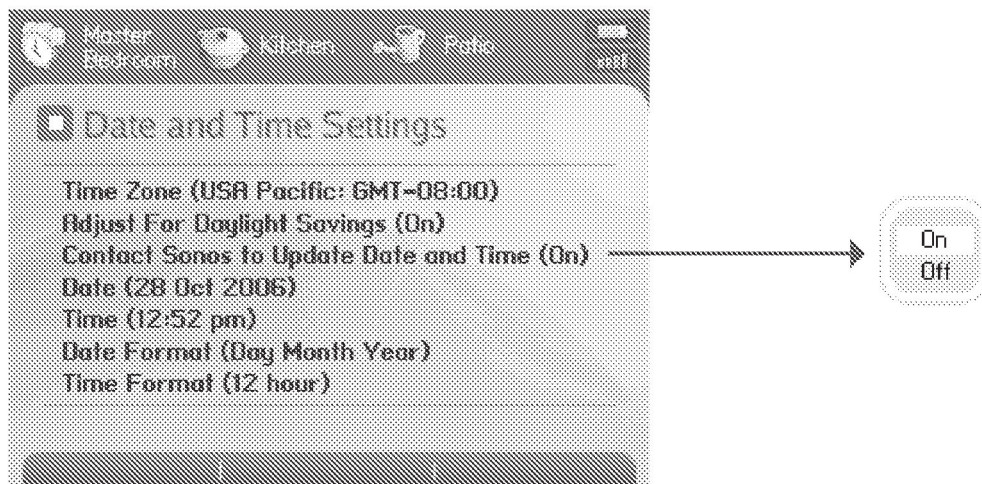 Master
Bedroom
Kitchen
Patio
Date and Time Settings
Time Zone (USA Pacific: GMT-08:00)
Adjust For Daylight Savings (On)
Contact Sonos to Update Date and Time (On)
Date (28 Oct 2006)
Time (12:52 pm)
Date Format (Day Month Year)
Time Format (12 hour)
On
Off